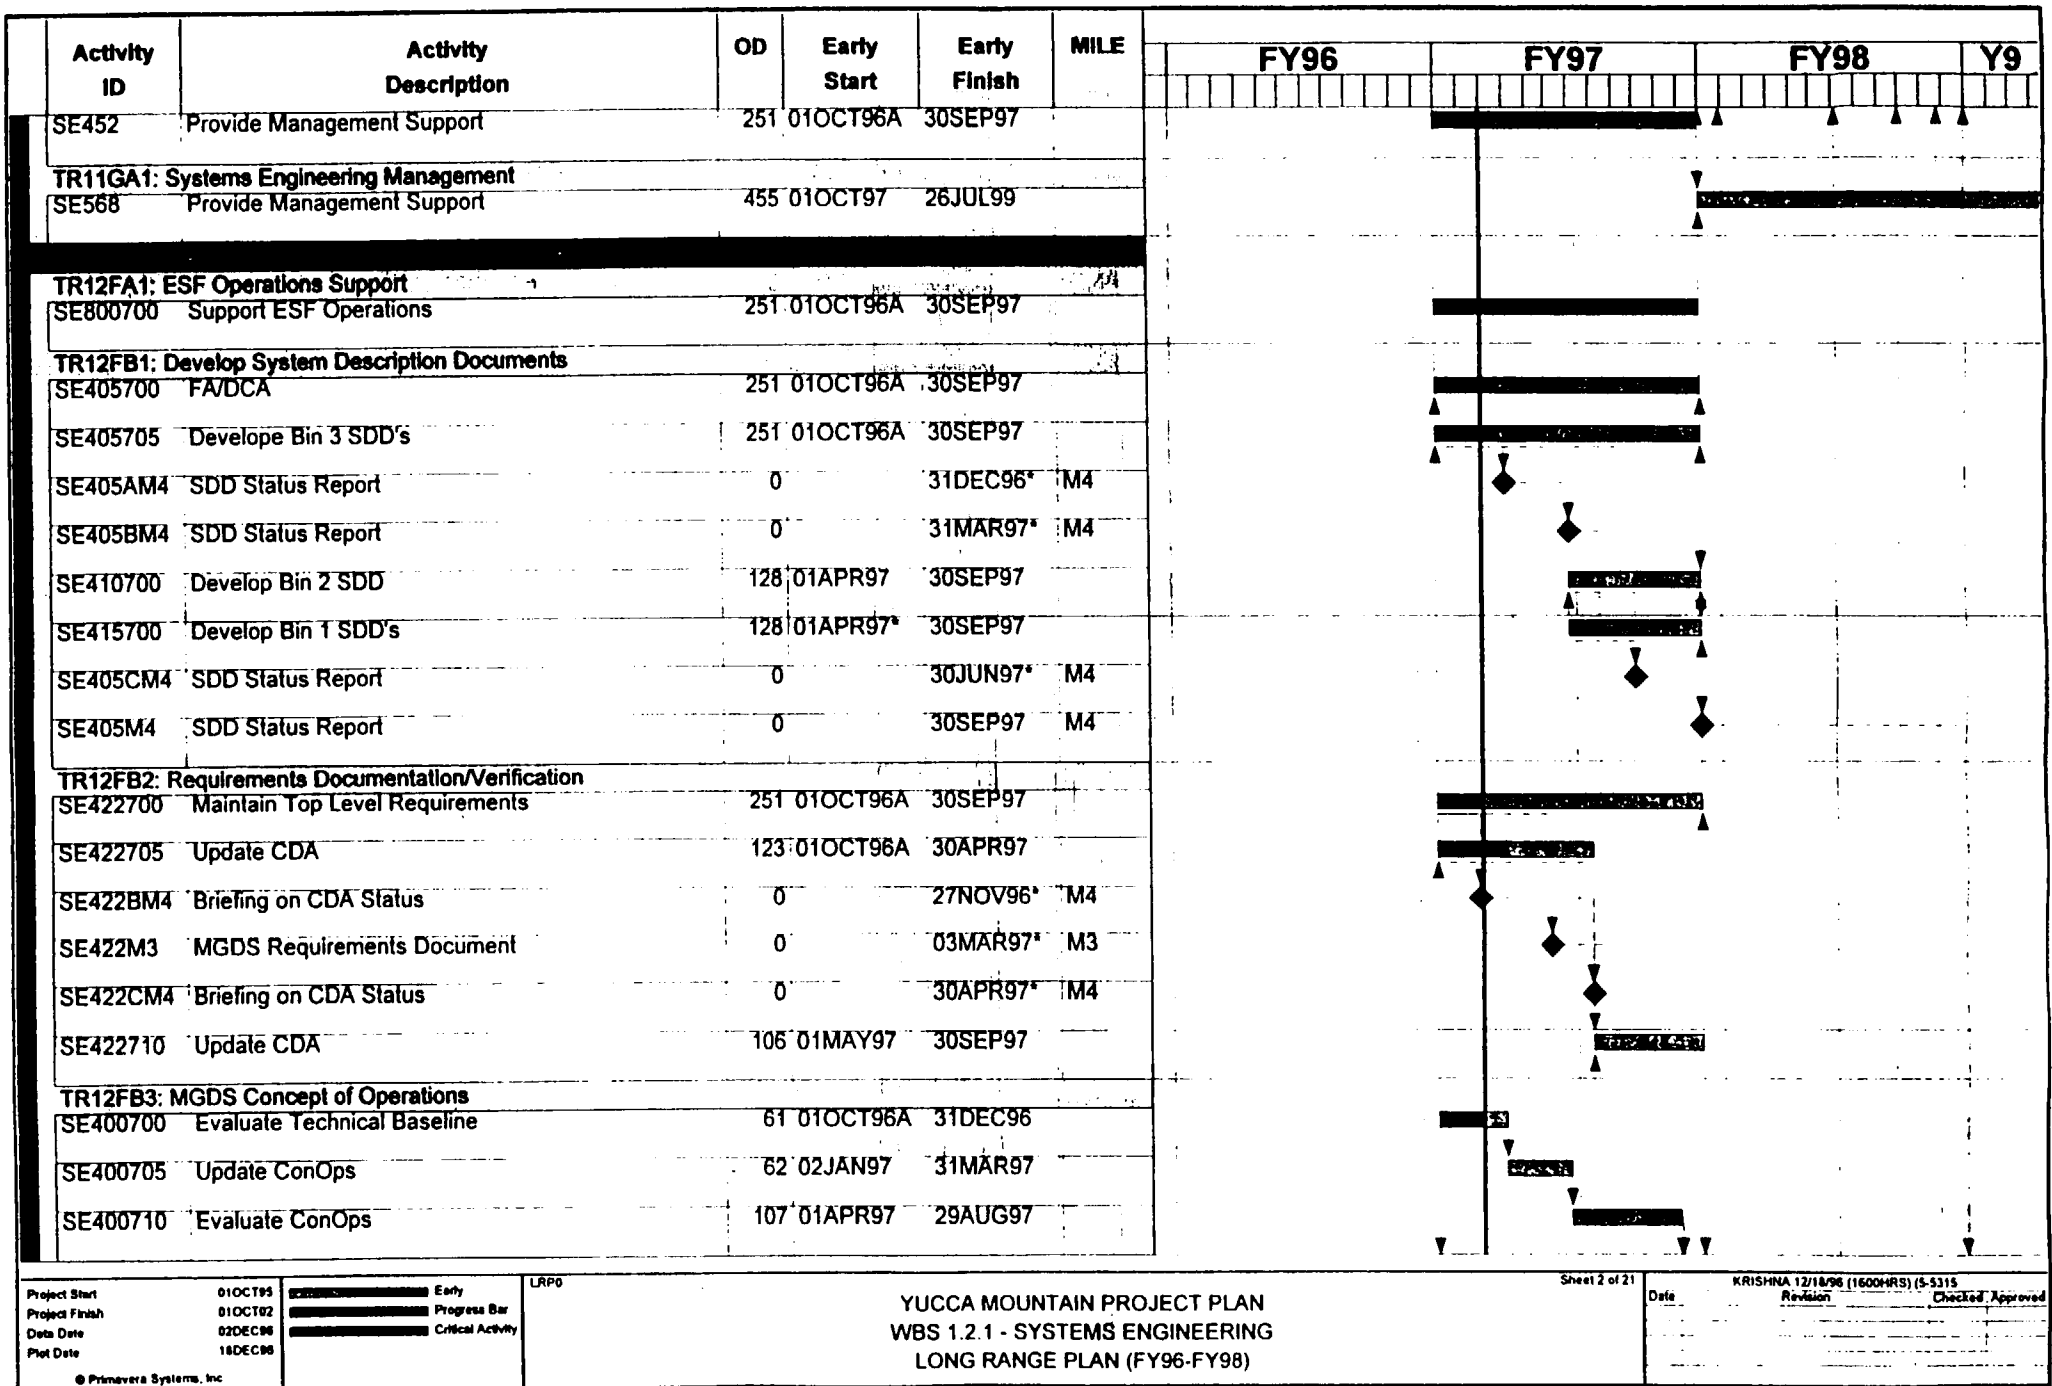 Activity ID Activity Description OD Early Start Early Finish MILE FY96 FY97 FY98 Y9
SE452 Provide Management Support 251 01OCT96A 30SEP97
TR11GA1: Systems Engineering Management
SE568 Provide Management Support 455 01OCT97 26JUL99
TR12FA1: ESF Operations Support
SE800700 Support ESF Operations 251 01OCT96A 30SEP97
TR12FB1: Develop System Description Documents
SE405700 FA/DCA 251 01OCT96A 30SEP97
SE405705 Develope Bin 3 SDD's 251 01OCT96A 30SEP97
SE405AM4 SDD Status Report 0 31DEC96* M4
SE405BM4 SDD Status Report 0 31MAR97* M4
SE410700 Develop Bin 2 SDD 128 01APR97 30SEP97
SE415700 Develop Bin 1 SDD's 128 01APR97* 30SEP97
SE405CM4 SDD Status Report 0 30JUN97* M4
SE405M4 SDD Status Report 0 30SEP97 M4
TR12FB2: Requirements Documentation/Verification
SE422700 Maintain Top Level Requirements 251 01OCT96A 30SEP97
SE422705 Update CDA 123 01OCT96A 30APR97
SE422BM4 Briefing on CDA Status 0 27NOV96* M4
SE422M3 MGDS Requirements Document 0 03MAR97* M3
SE422CM4 Briefing on CDA Status 0 30APR97* M4
SE422710 Update CDA 106 01MAY97 30SEP97
TR12FB3: MGDS Concept of Operations
SE400700 Evaluate Technical Baseline 61 01OCT96A 31DEC96
SE400705 Update ConOps 62 02JAN97 31MAR97
SE400710 Evaluate ConOps 107 01APR97 29AUG97
Project Start 01OCT95
Project Finish 01OCT02
Data Date 02DEC96
Plot Date 18DEC96
© Primavera Systems, Inc
Early
Progress Bar
Critical Activity
LRP0
YUCCA MOUNTAIN PROJECT PLAN
WBS 1.2.1 - SYSTEMS ENGINEERING
LONG RANGE PLAN (FY96-FY98)
Sheet 2 of 21
KRISHNA 12/18/96 (1600HRS) (5-5315
Date Revision Checked Approved